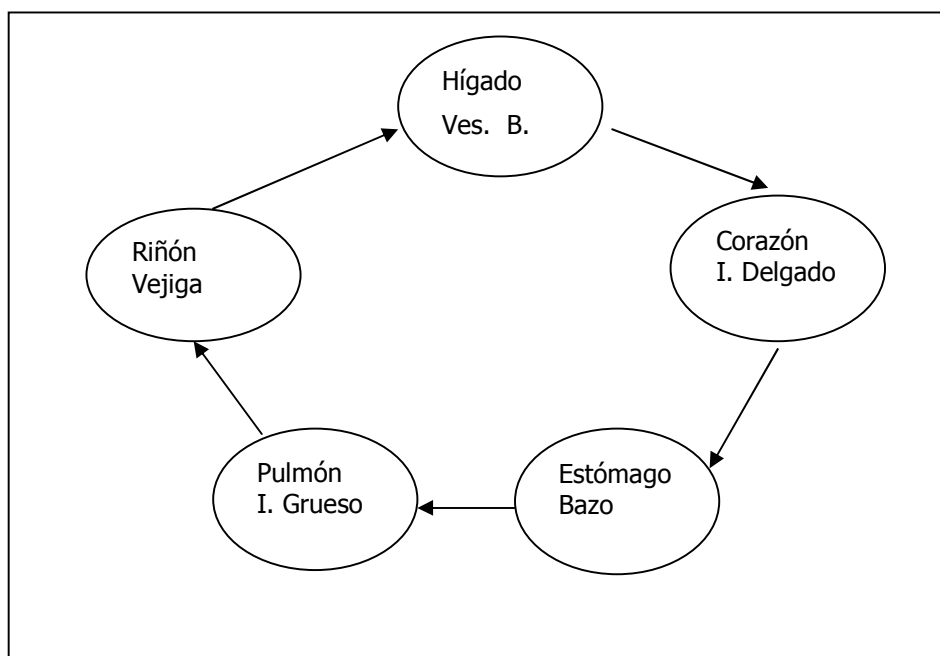 Hígado
Ves. B.
Corazón
I. Delgado
Estómago
Bazo
Pulmón
I. Grueso
Riñón
Vejiga